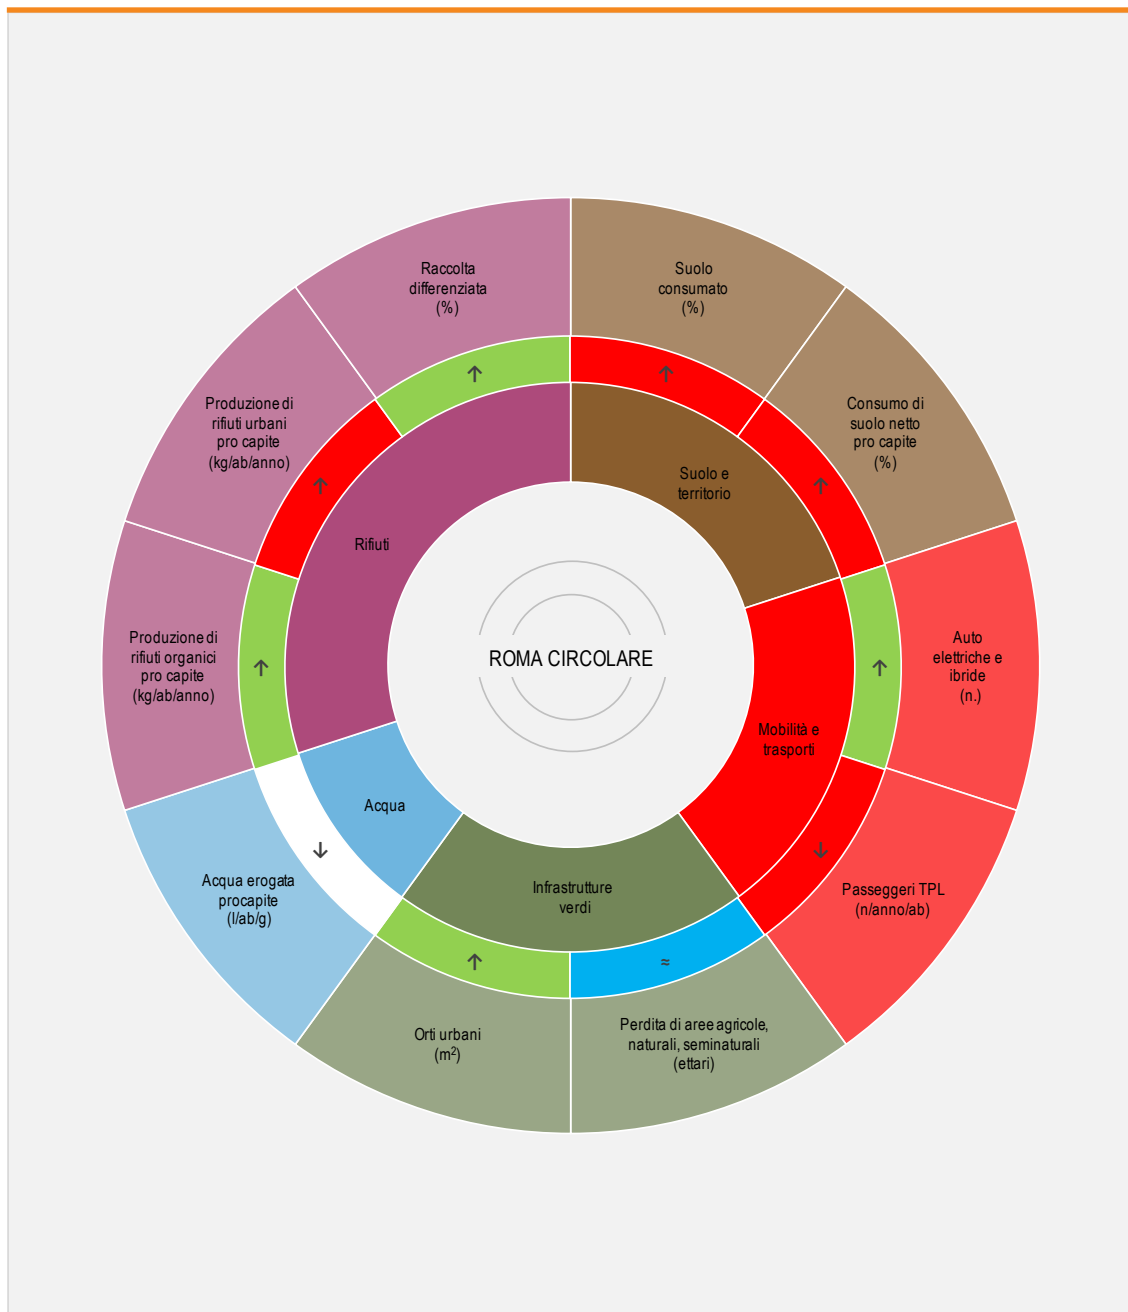 Raccolta
differenziata
(%)
↑
Suolo
consumato
(%)
↑
Consumo di
suolo netto
pro capite
(%)
↑
Produzione di
rifiuti urbani
pro capite
(kg/ab/anno)
↑
Suolo e
territorio
Rifiuti
Produzione di
rifiuti organici
pro capite
(kg/ab/anno)
↑
ROMA CIRCOLARE
Auto
elettriche e
ibride
(n.)
↑
Mobilità e
trasporti
Acqua
Acqua erogata
procapite
(l/ab/g)
↓
Infrastrutture
verdi
Passeggeri TPL
(n/anno/ab)
↓
Orti urbani
(m²)
↑
Perdita di aree agricole,
naturali, seminaturali
(ettari)
≈